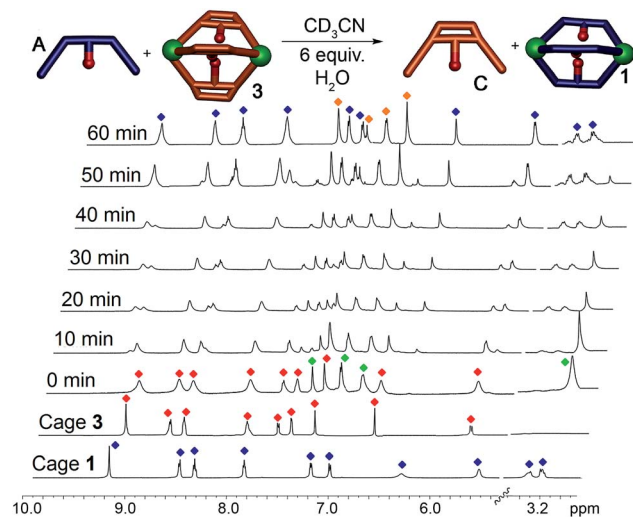 A + 3 CD3CN 6 equiv. H2O C + 1
60 min
50 min
40 min
30 min
20 min
10 min
0 min
Cage 3
Cage 1
10.0 9.0 8.0 7.0 6.0 3.2 ppm